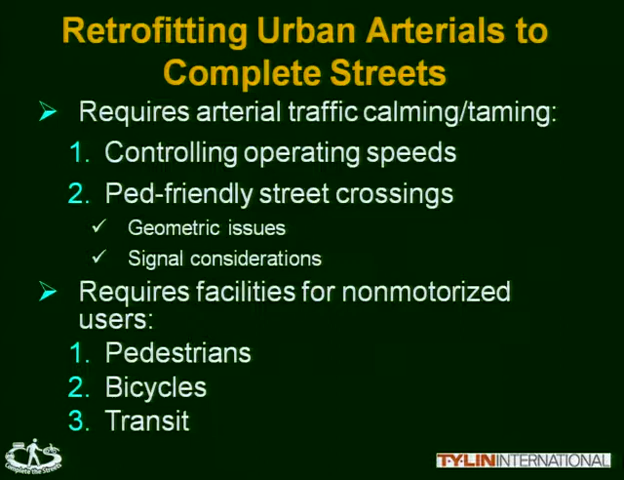 Retrofitting Urban Arterials to
Complete Streets
Requires arterial traffic calming/taming:
1. Controlling operating speeds
2. Ped-friendly street crossings
Geometric issues
Signal considerations
Requires facilities for nonmotorized
users:
1. Pedestrians
2. Bicycles
3. Transit
Complete the Streets
TYLININTERNATIONAL